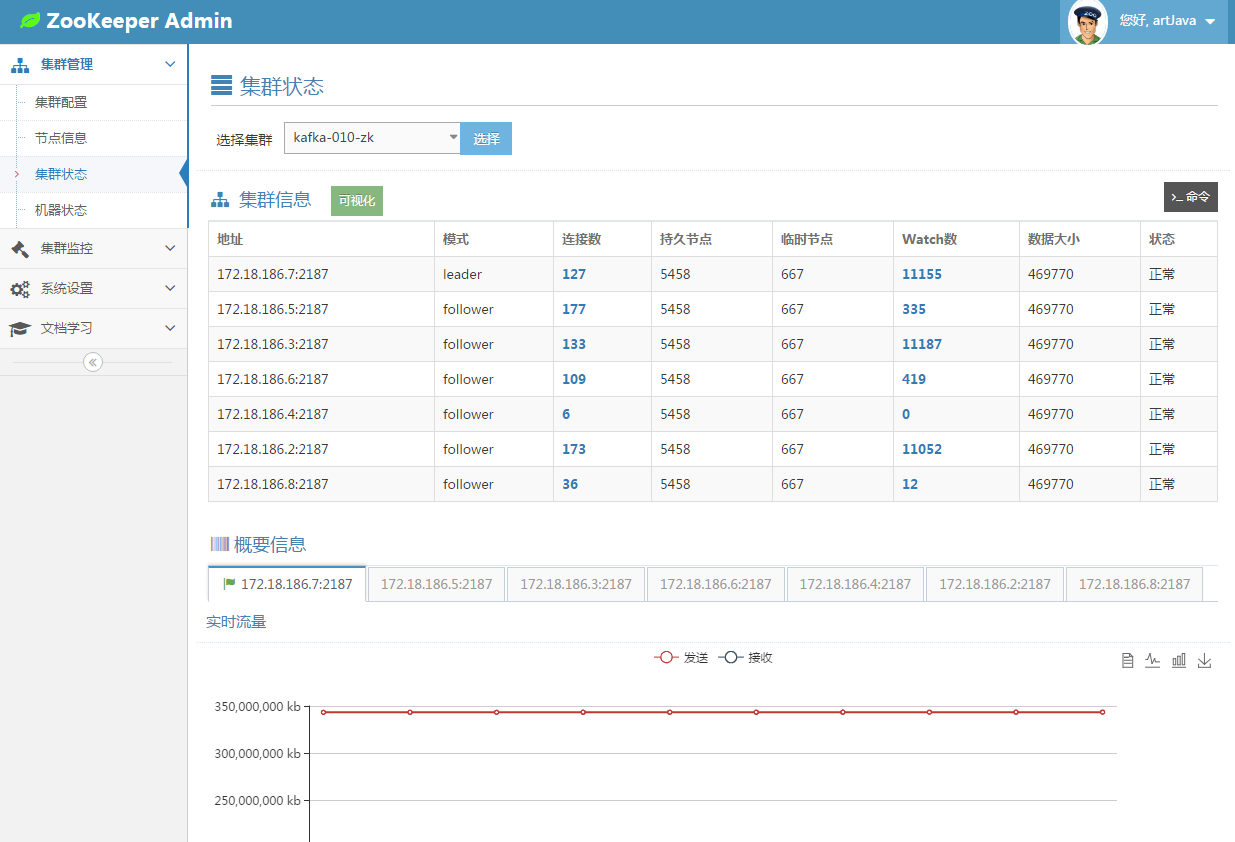 ZooKeeper Admin
您好, artJava
集群管理
集群配置
节点信息
集群状态
机器状态
集群监控
系统设置
文档学习
集群状态
选择集群 kafka-010-zk 选择
集群信息 可视化 >_ 命令
地址 模式 连接数 持久节点 临时节点 Watch数 数据大小 状态
172.18.186.7:2187 leader 127 5458 667 11155 469770 正常
172.18.186.5:2187 follower 177 5458 667 335 469770 正常
172.18.186.3:2187 follower 133 5458 667 11187 469770 正常
172.18.186.6:2187 follower 109 5458 667 419 469770 正常
172.18.186.4:2187 follower 6 5458 667 0 469770 正常
172.18.186.2:2187 follower 173 5458 667 11052 469770 正常
172.18.186.8:2187 follower 36 5458 667 12 469770 正常
概要信息
172.18.186.7:2187 172.18.186.5:2187 172.18.186.3:2187 172.18.186.6:2187 172.18.186.4:2187 172.18.186.2:2187 172.18.186.8:2187
实时流量
发送 接收
350,000,000 kb
300,000,000 kb
250,000,000 kb